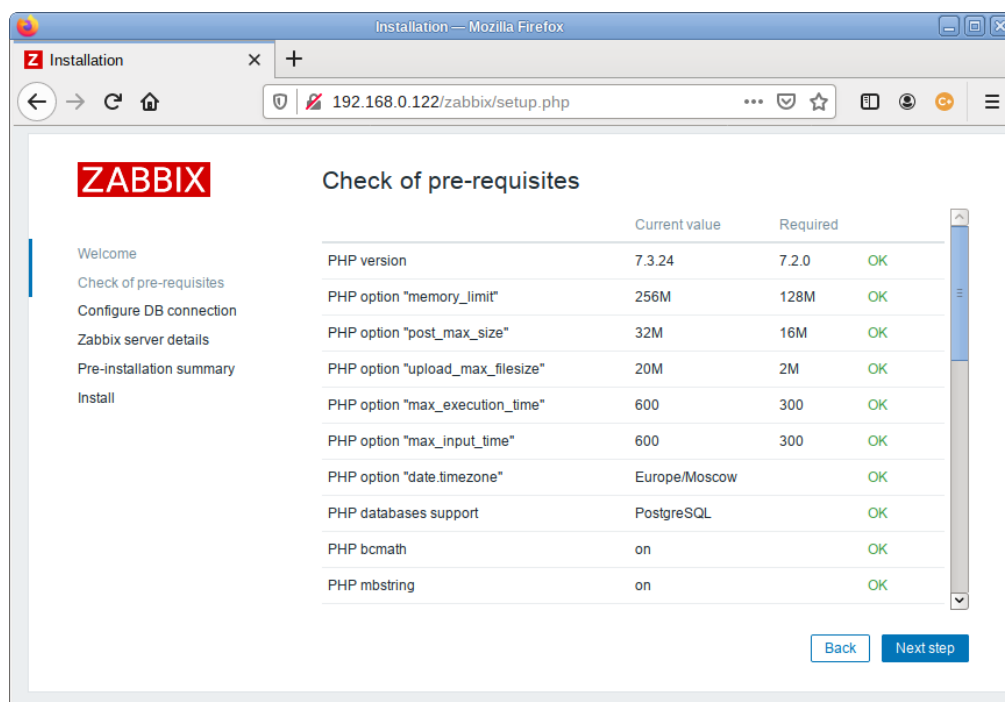 Installation — Mozilla Firefox
Z Installation
192.168.0.122/zabbix/setup.php
C+
ZABBIX
Check of pre-requisites
Welcome
Check of pre-requisites
Configure DB connection
Zabbix server details
Pre-installation summary
Install
Current value Required
PHP version 7.3.24 7.2.0 OK
PHP option "memory_limit" 256M 128M OK
PHP option "post_max_size" 32M 16M OK
PHP option "upload_max_filesize" 20M 2M OK
PHP option "max_execution_time" 600 300 OK
PHP option "max_input_time" 600 300 OK
PHP option "date.timezone" Europe/Moscow OK
PHP databases support PostgreSQL OK
PHP bcmath on OK
PHP mbstring on OK
Back Next step